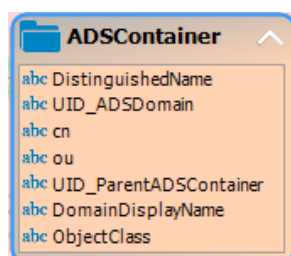 ADSContainer
abc DistinguishedName
abc UID_ADSDomain
abc cn
abc ou
abc UID_ParentADSContainer
abc DomainDisplayName
abc ObjectClass